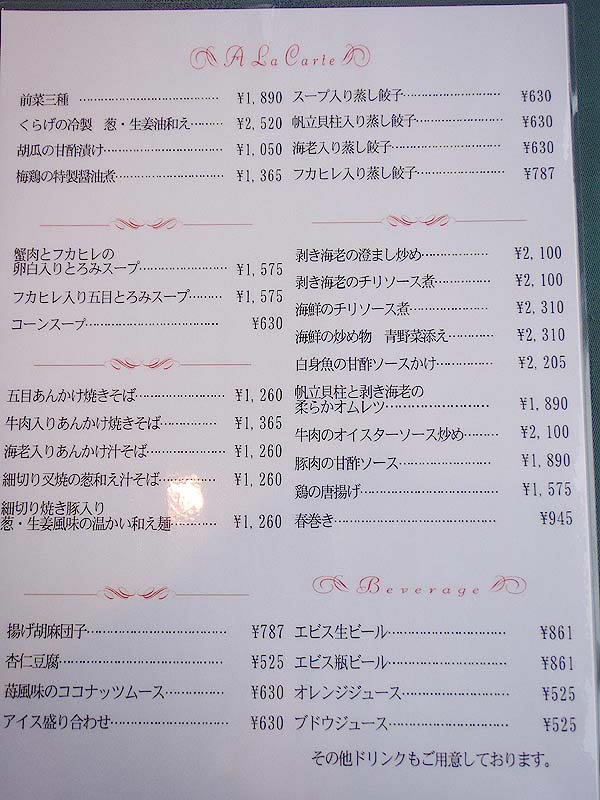 A La Carte
前菜三種 ………………………… ¥1,890
くらげの冷製 葱・生姜油和え……… ¥2,520
胡瓜の甘酢漬け…………………… ¥1,050
梅鶏の特製醤油煮………………… ¥1,365
スープ入り蒸し餃子………………… ¥630
帆立貝柱入り蒸し餃子……………… ¥630
海老入り蒸し餃子………………… ¥630
フカヒレ入り蒸し餃子……………… ¥787
蟹肉とフカヒレの
卵白入りとろみスープ……………… ¥1,575
フカヒレ入り五目とろみスープ…… ¥1,575
コーンスープ……………………… ¥630
五目あんかけ焼きそば…………… ¥1,260
牛肉入りあんかけ焼きそば……… ¥1,365
海老入りあんかけ汁そば………… ¥1,260
細切り叉焼の葱和え汁そば……… ¥1,260
細切り焼き豚入り
葱・生姜風味の温かい和え麺……… ¥1,260
剥き海老の澄まし炒め…………… ¥2,100
剥き海老のチリソース煮………… ¥2,100
海鮮のチリソース煮……………… ¥2,310
海鮮の炒め物 青野菜添え……… ¥2,310
白身魚の甘酢ソースかけ………… ¥2,205
帆立貝柱と剥き海老の
柔らかオムレツ…………………… ¥1,890
牛肉のオイスターソース炒め…… ¥2,100
豚肉の甘酢ソース………………… ¥1,890
鶏の唐揚げ………………………… ¥1,575
春巻き……………………………… ¥945
揚げ胡麻団子……………………… ¥787
杏仁豆腐…………………………… ¥525
苺風味のココナッツムース……… ¥630
アイス盛り合わせ………………… ¥630
Beverage
エビス生ビール…………………… ¥861
エビス瓶ビール…………………… ¥861
オレンジジュース………………… ¥525
ブドウジュース…………………… ¥525
その他ドリンクもご用意しております。